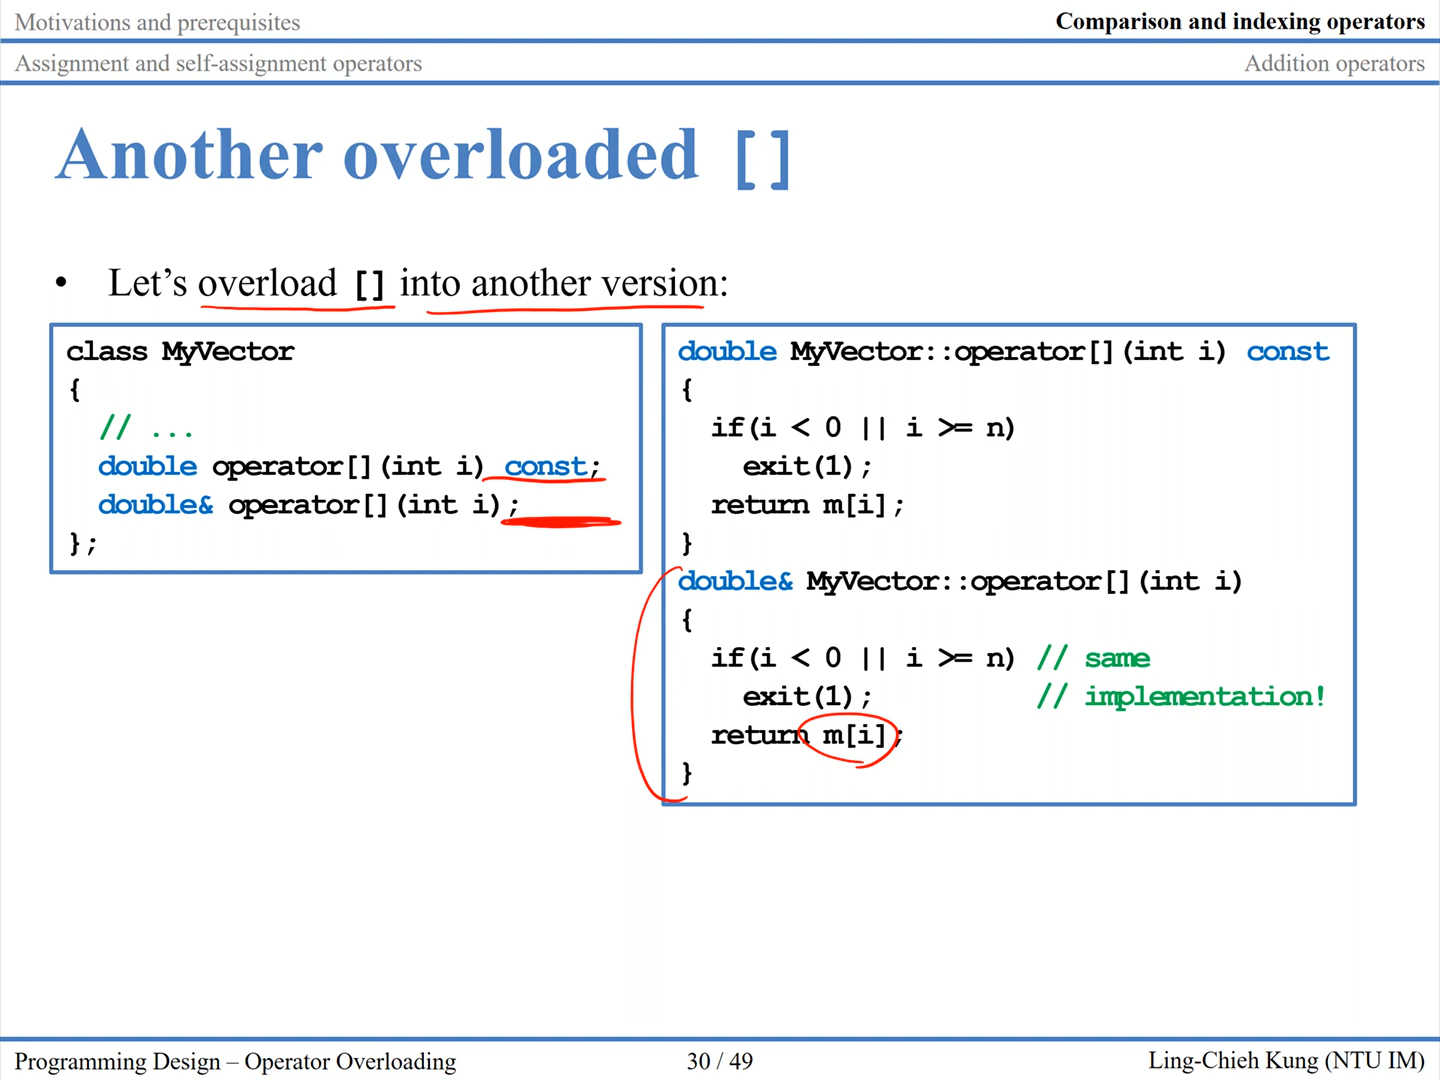 Motivations and prerequisites
Comparison and indexing operators
Assignment and self-assignment operators
Addition operators
Another overloaded []
• Let’s overload [] into another version:
class MyVector
{
  // ...
  double operator[](int i) const;
  double& operator[](int i);
};
double MyVector::operator[](int i) const
{
  if(i < 0 || i >= n)
    exit(1);
  return m[i];
}
double& MyVector::operator[](int i)
{
  if(i < 0 || i >= n) // same
    exit(1);          // implementation!
  return m[i];
}
Programming Design – Operator Overloading
30 / 49
Ling-Chieh Kung (NTU IM)